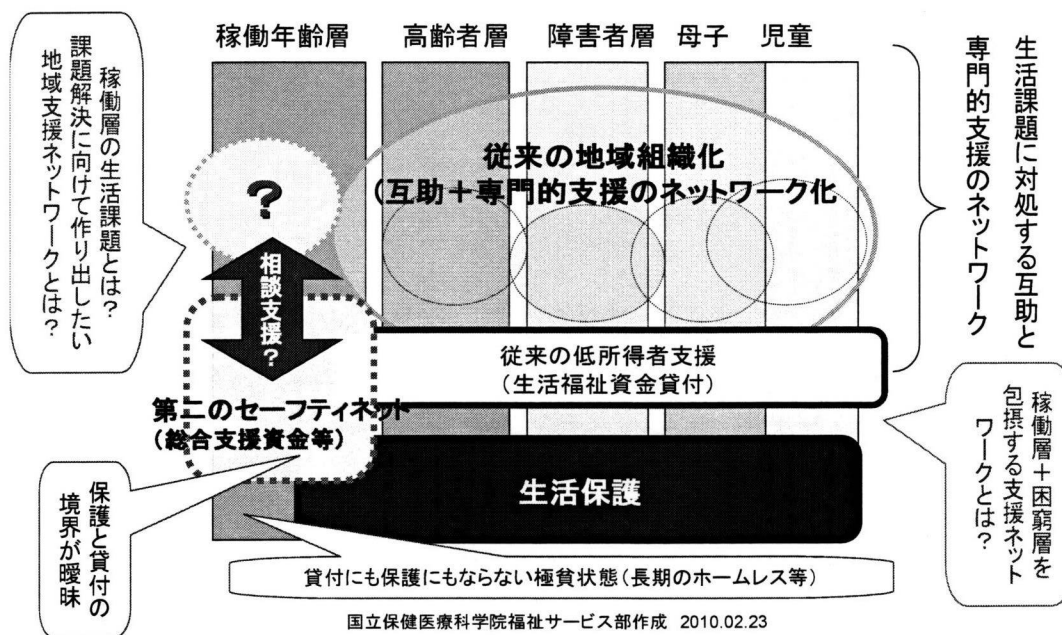 稼働年齢層 高齢者層 障害者層 母子 児童
稼働層の生活課題とは?
課題解決に向けて作り出したい
地域支援ネットワークとは?
生活課題に対処する互助と
専門的支援のネットワーク
従来の地域組織化
(互助+専門的支援のネットワーク化
?
相談支援?
従来の低所得者支援
(生活福祉資金貸付)
第二のセーフティネット
(総合支援資金等)
稼働層+困窮層を
包摂する支援ネット
ワークとは?
生活保護
保護と貸付の
境界が曖昧
貸付にも保護にもならない極貧状態(長期のホームレス等)
国立保健医療科学院福祉サービス部作成 2010.02.23